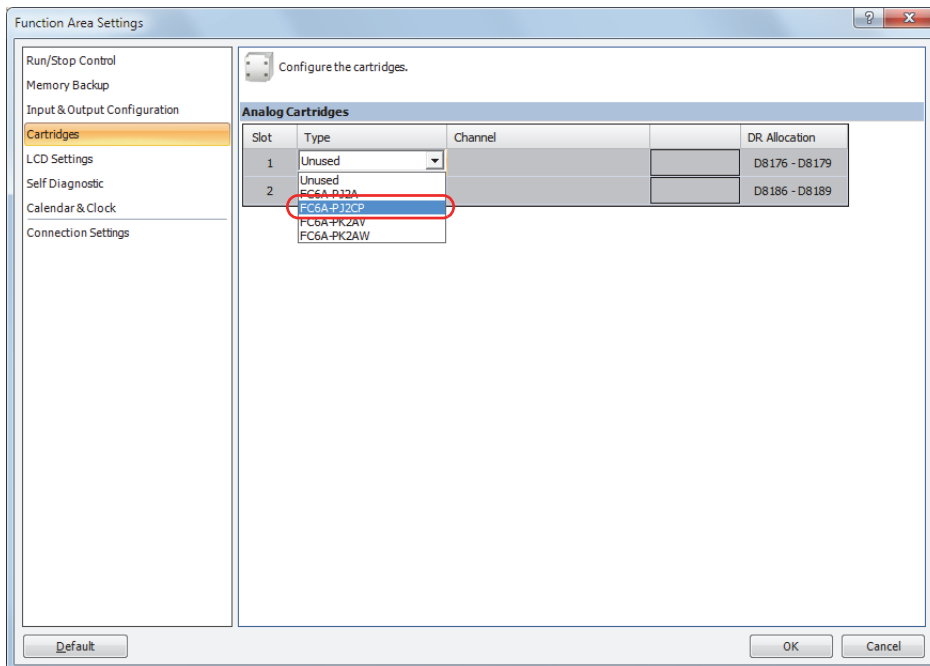 Function Area Settings
Run/Stop Control
Memory Backup
Input & Output Configuration
Cartridges
LCD Settings
Self Diagnostic
Calendar & Clock
Connection Settings
Configure the cartridges.
Analog Cartridges
Slot Type Channel DR Allocation
1 Unused D8176 - D8179
Unused
2 FC6A-PJ2A D8186 - D8189
FC6A-PJ2CP
FC6A-PK2AV
FC6A-PK2AW
Default OK Cancel